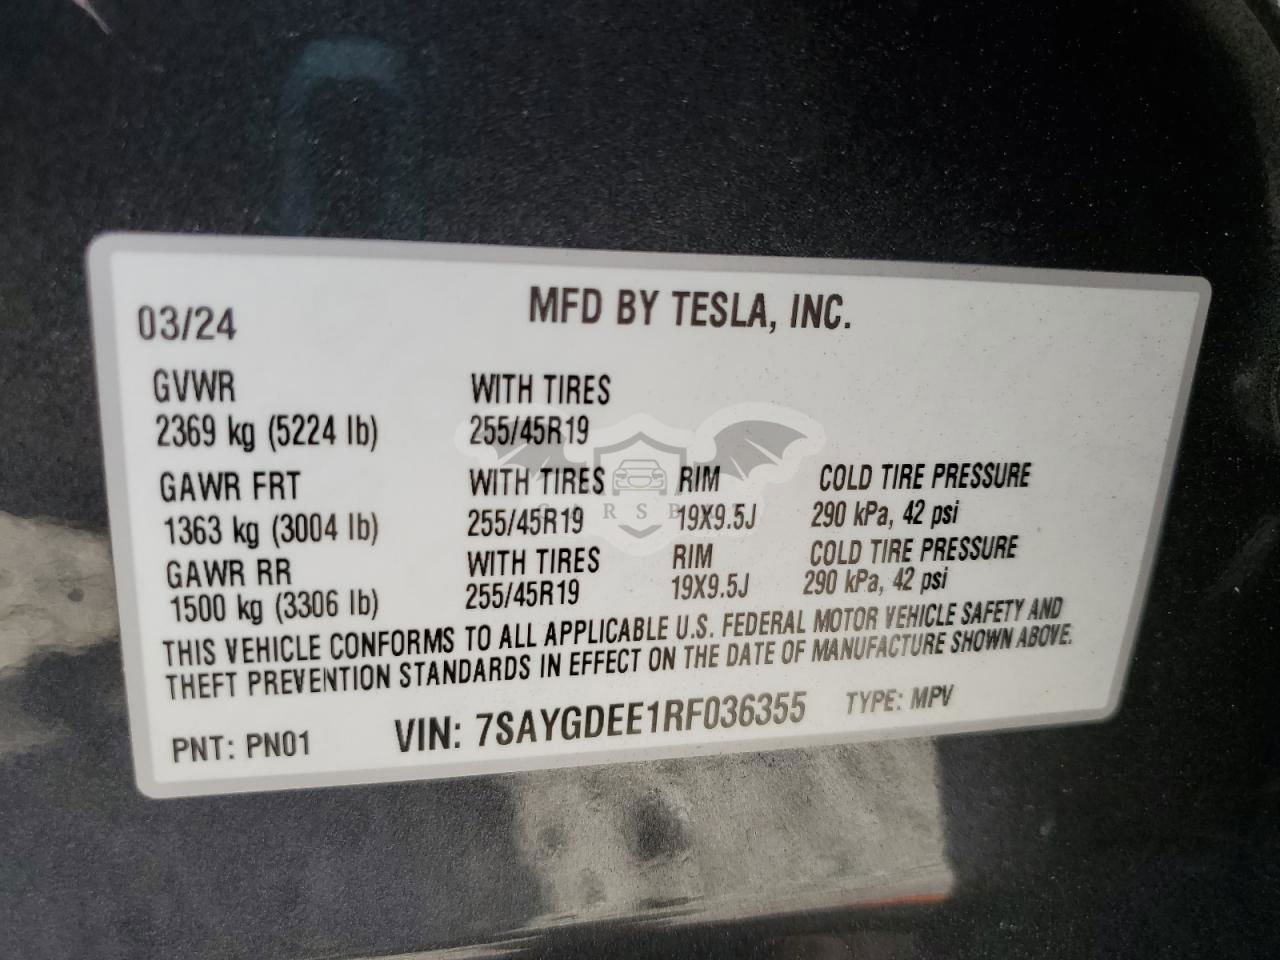 03/24 MFD BY TESLA, INC.
GVWR WITH TIRES
2369 kg (5224 lb) 255/45R19
GAWR FRT WITH TIRES RIM COLD TIRE PRESSURE
1363 kg (3004 lb) 255/45R19 19X9.5J 290 kPa, 42 psi
GAWR RR WITH TIRES RIM COLD TIRE PRESSURE
1500 kg (3306 lb) 255/45R19 19X9.5J 290 kPa, 42 psi
THIS VEHICLE CONFORMS TO ALL APPLICABLE U.S. FEDERAL MOTOR VEHICLE SAFETY AND
THEFT PREVENTION STANDARDS IN EFFECT ON THE DATE OF MANUFACTURE SHOWN ABOVE.
PNT: PN01 VIN: 7SAYGDEE1RF036355 TYPE: MPV